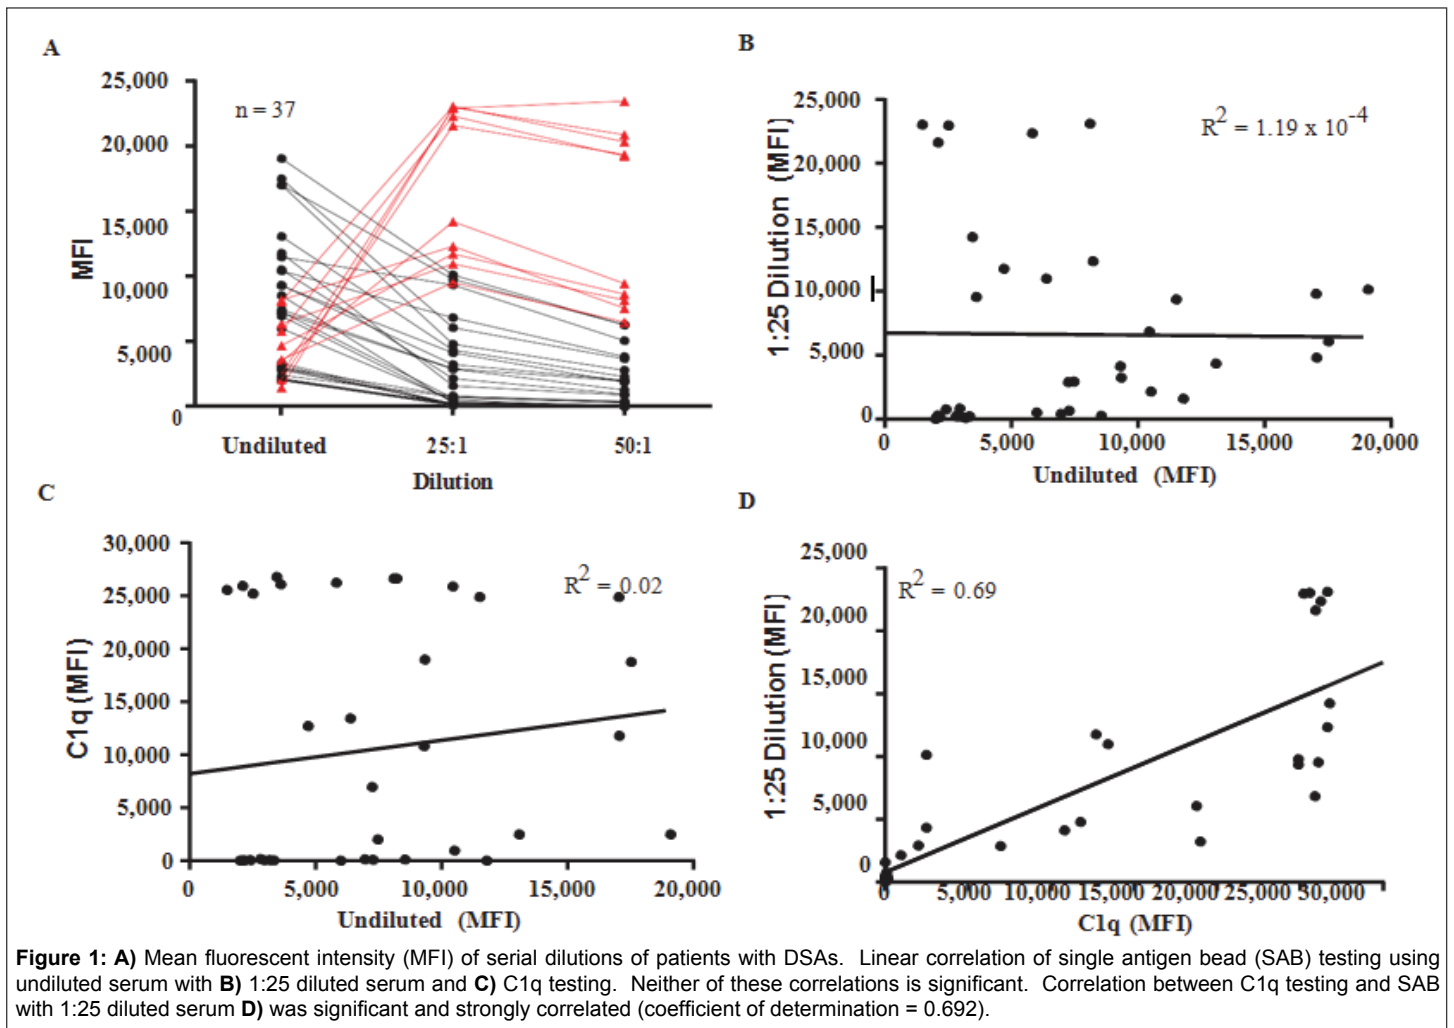 A
MFI
25,000
20,000
15,000
10,000
5,000
0
n = 37
Undiluted 25:1 50:1
Dilution
B
1:25 Dilution (MFI)
25,000
20,000
15,000
10,000
5,000
0
R2 = 1.19 x 10-4
0 5,000 10,000 15,000 20,000
Undiluted (MFI)
C
C1q (MFI)
30,000
25,000
20,000
15,000
10,000
5,000
0
R2 = 0.02
0 5,000 10,000 15,000 20,000
Undiluted (MFI)
D
1:25 Dilution (MFI)
25,000
20,000
15,000
10,000
5,000
0
R2 = 0.69
5,000 10,000 15,000 20,000 25,000 30,000
C1q (MFI)
Figure 1: A) Mean fluorescent intensity (MFI) of serial dilutions of patients with DSAs. Linear correlation of single antigen bead (SAB) testing using
undiluted serum with B) 1:25 diluted serum and C) C1q testing. Neither of these correlations is significant. Correlation between C1q testing and SAB
with 1:25 diluted serum D) was significant and strongly correlated (coefficient of determination = 0.692).